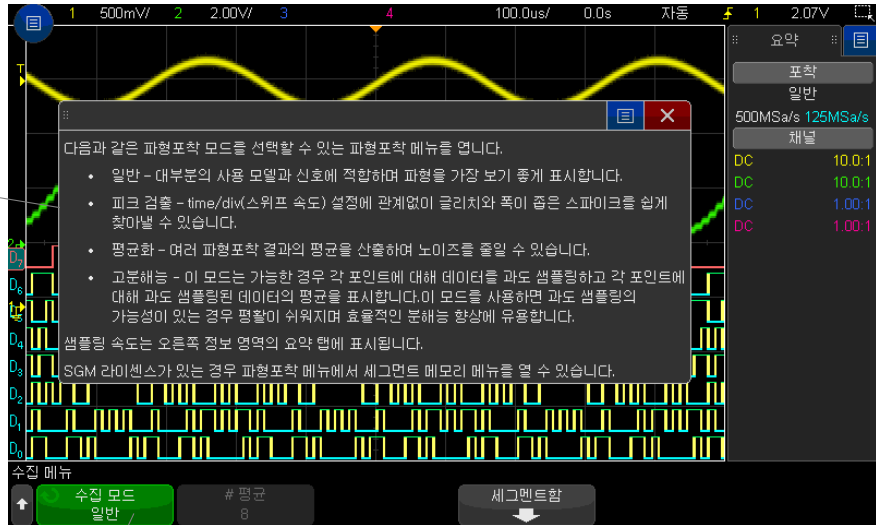 1 500mV/ 2 2.00V/ 3 4 100.0us/ 0.0s 자동 1 2.07V
요약
포착
일반
500MSa/s 125MSa/s
채널
DC 10.0:1
DC 10.0:1
DC 1.00:1
DC 1.00:1
T
다음과 같은 파형포착 모드를 선택할 수 있는 파형포착 메뉴를 엽니다.
• 일반 – 대부분의 사용 모델과 신호에 적합하며 파형을 가장 보기 좋게 표시합니다.
• 피크 검출 – time/div(스위프 속도) 설정에 관계없이 글리치와 폭이 좁은 스파이크를 쉽게
찾아낼 수 있습니다.
• 평균화 – 여러 파형포착 결과의 평균을 산출하여 노이즈를 줄일 수 있습니다.
• 고분해능 – 이 모드는 가능한 경우 각 포인트에 대해 데이터를 과도 샘플링하고 각 포인트에
대해 과도 샘플링된 데이터의 평균을 표시합니다.이 모드를 사용하면 과도 샘플링의
가능성이 있는 경우 평활이 쉬워지며 효율적인 분해능 향상에 유용합니다.
샘플링 속도는 오른쪽 정보 영역의 요약 탭에 표시됩니다.
SGM 라이센스가 있는 경우 파형포착 메뉴에서 세그먼트 메모리 메뉴를 열 수 있습니다.
2
D7
D6
D4
D3
D2
D1
D0
수집 메뉴
수집 모드
일반
# 평균
8
세그멘트함